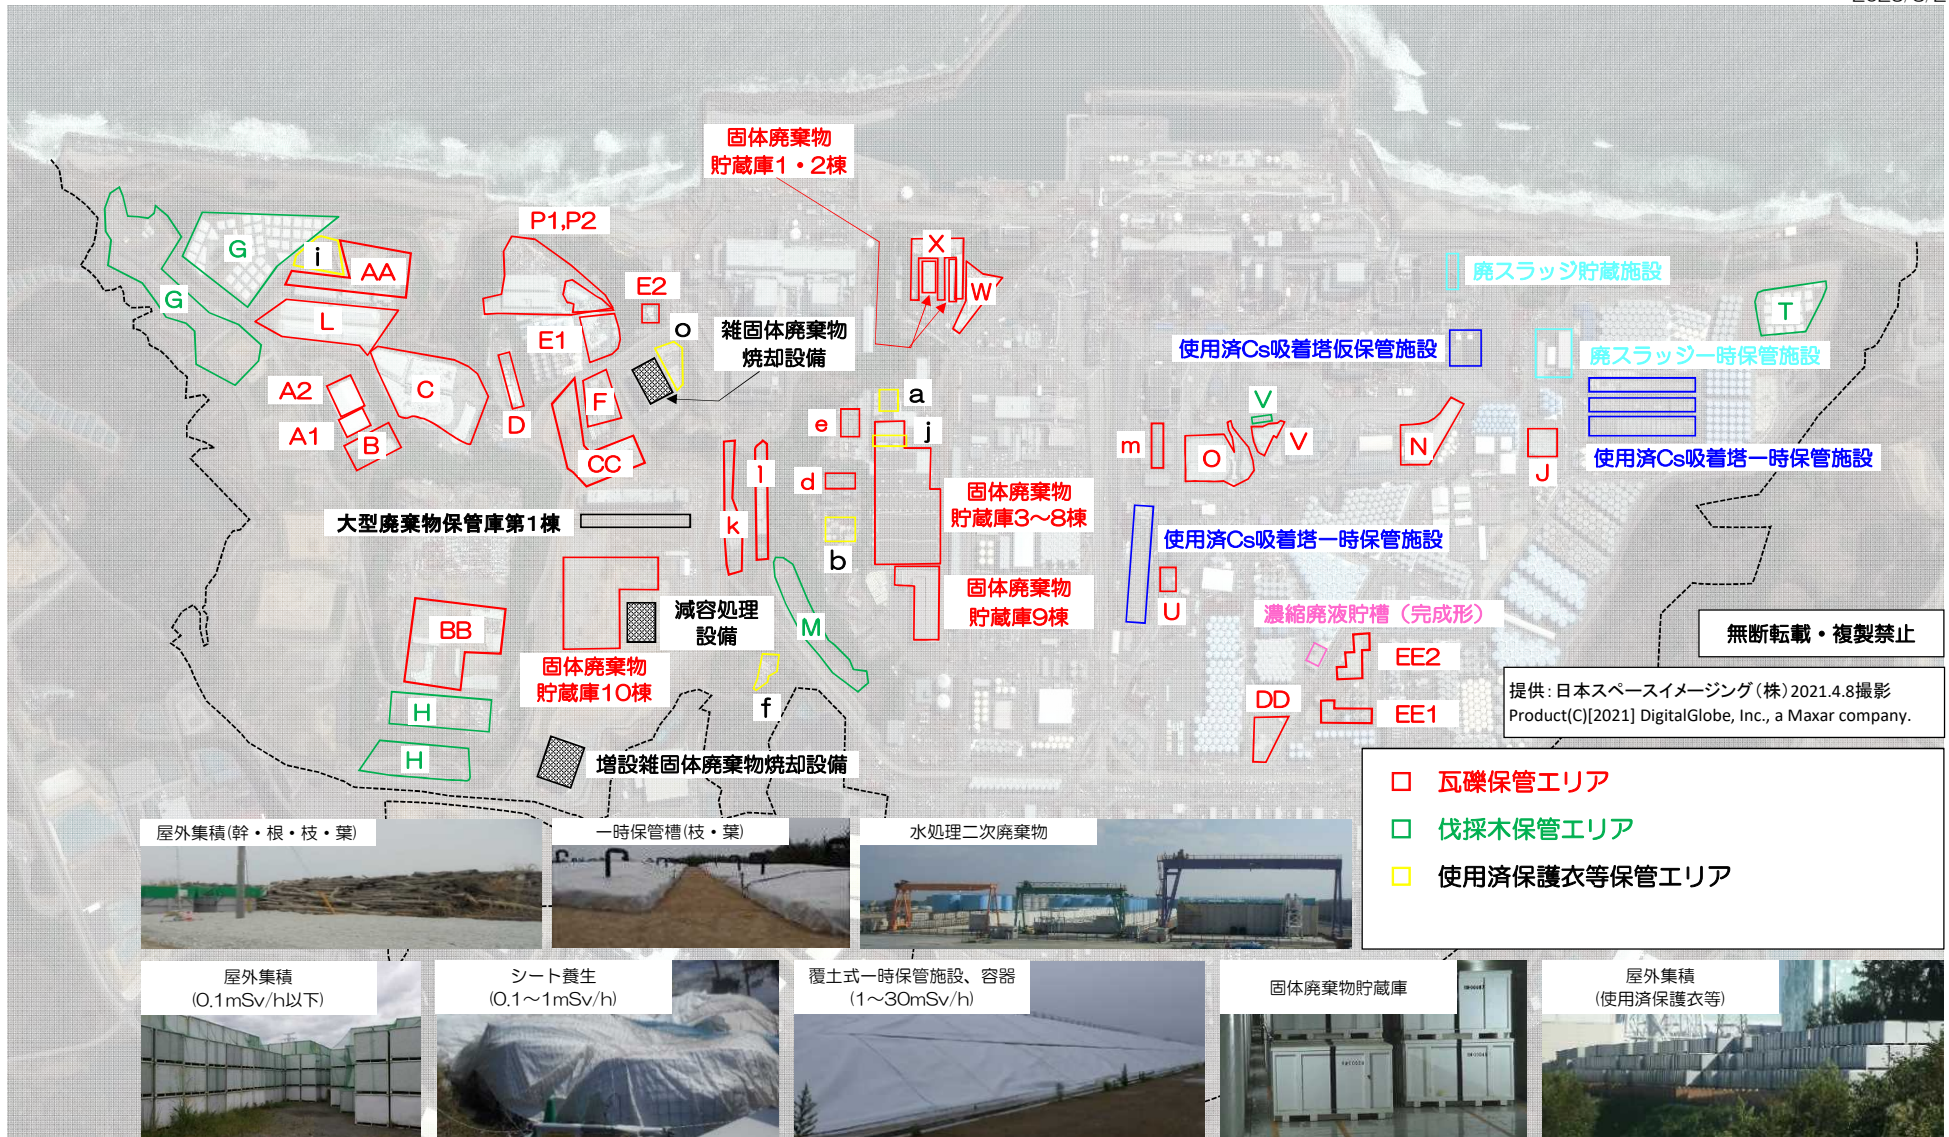 固体廃棄物
貯蔵庫1・2棟
P1,P2
X
G
i
AA
廃スラッジ貯蔵施設
E2
W
G
L
o
雑固体廃棄物
焼却設備
T
E1
使用済Cs吸着塔仮保管施設
廃スラッジ一時保管施設
A2
C
F
a
V
D
e
j
A1
B
m
O
V
N
J
使用済Cs吸着塔一時保管施設
CC
l
d
固体廃棄物
貯蔵庫3～8棟
大型廃棄物保管庫第1棟
k
使用済Cs吸着塔一時保管施設
b
固体廃棄物
貯蔵庫9棟
減容処理
設備
U
濃縮廃液貯槽（完成形）
BB
M
無断転載・複製禁止
EE2
固体廃棄物
貯蔵庫10棟
提供：日本スペースイメージング（株）2021.4.8撮影
Product(C)[2021] DigitalGlobe, Inc., a Maxar company.
H
f
DD
EE1
H
増設雑固体廃棄物焼却設備
瓦礫保管エリア
伐採木保管エリア
使用済保護衣等保管エリア
屋外集積(幹・根・枝・葉)
一時保管槽(枝・葉)
水処理二次廃棄物
屋外集積
(0.1mSv/h以下)
シート養生
(0.1～1mSv/h)
覆土式一時保管施設、容器
(1～30mSv/h)
固体廃棄物貯蔵庫
屋外集積
(使用済保護衣等)